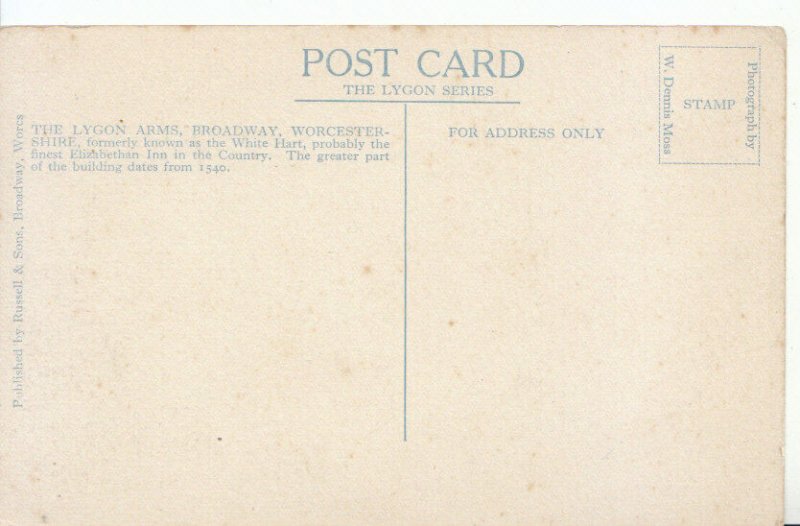 POST CARD
THE LYGON SERIES
THE LYGON ARMS, BROADWAY, WORCESTER-
SHIRE, formerly known as the White Hart, probably the
finest Elizabethan Inn in the Country. The greater part
of the building dates from 1540.
FOR ADDRESS ONLY
Photograph by
STAMP
W. Dennis Moss
Published by Russell & Sons, Broadway, Worcs